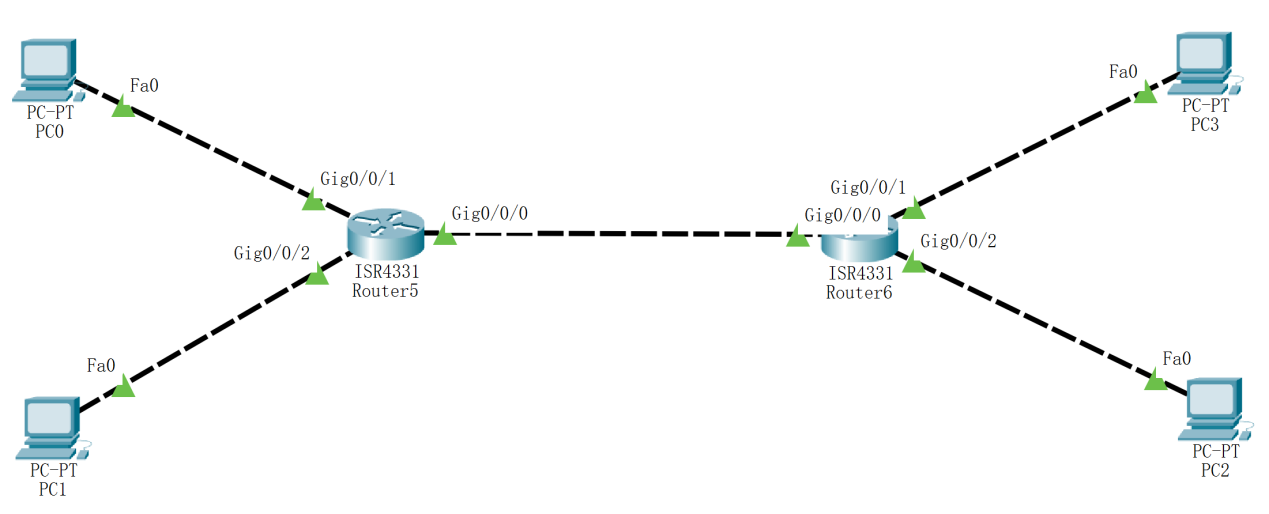 Fa0
PC-PT
PC0
Gig0/0/1
Gig0/0/0
Gig0/0/2
ISR4331
Router5
Fa0
PC-PT
PC1
Fa0
PC-PT
PC3
Gig0/0/1
Gig0/0/0
Gig0/0/2
ISR4331
Router6
Fa0
PC-PT
PC2